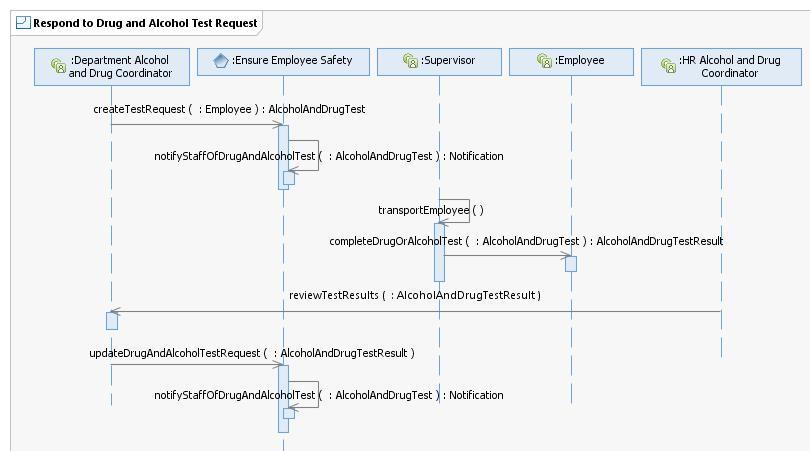 Respond to Drug and Alcohol Test Request
:Department Alcohol
and Drug Coordinator
:Ensure Employee Safety
:Supervisor
:Employee
:HR Alcohol and Drug
Coordinator
createTestRequest ( : Employee ) : AlcoholAndDrugTest
notifyStaffOfDrugAndAlcoholTest ( : AlcoholAndDrugTest ) : Notification
transportEmployee ( )
completeDrugOrAlcoholTest ( : AlcoholAndDrugTest ) : AlcoholAndDrugTestResult
reviewTestResults ( : AlcoholAndDrugTestResult )
updateDrugAndAlcoholTestRequest ( : AlcoholAndDrugTestResult )
notifyStaffOfDrugAndAlcoholTest ( : AlcoholAndDrugTest ) : Notification